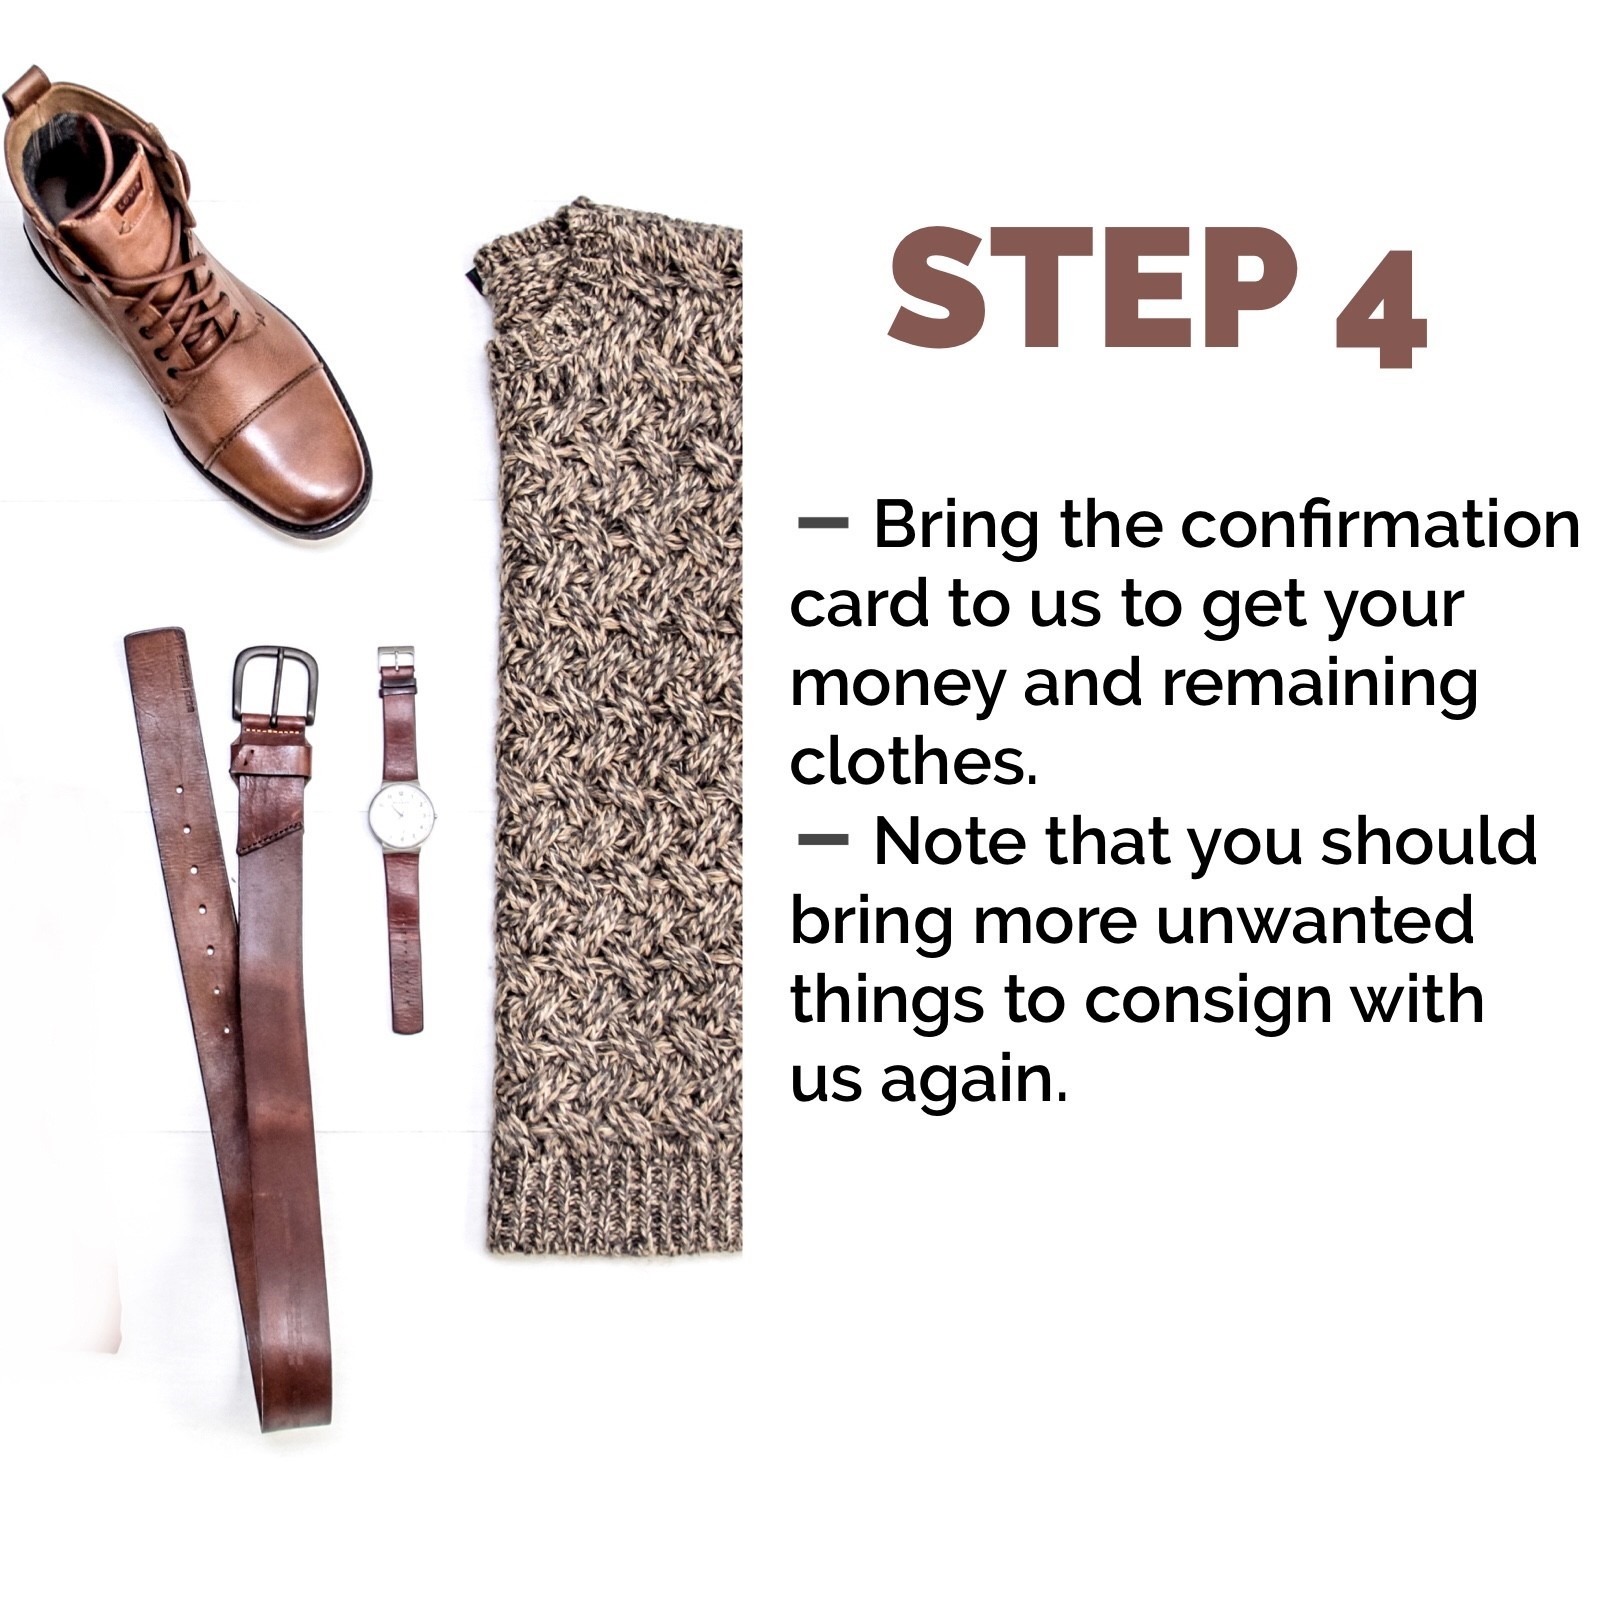 LEVI'S
STEP 4
— Bring the confirmation
card to us to get your
money and remaining
clothes.
— Note that you should
bring more unwanted
things to consign with
us again.